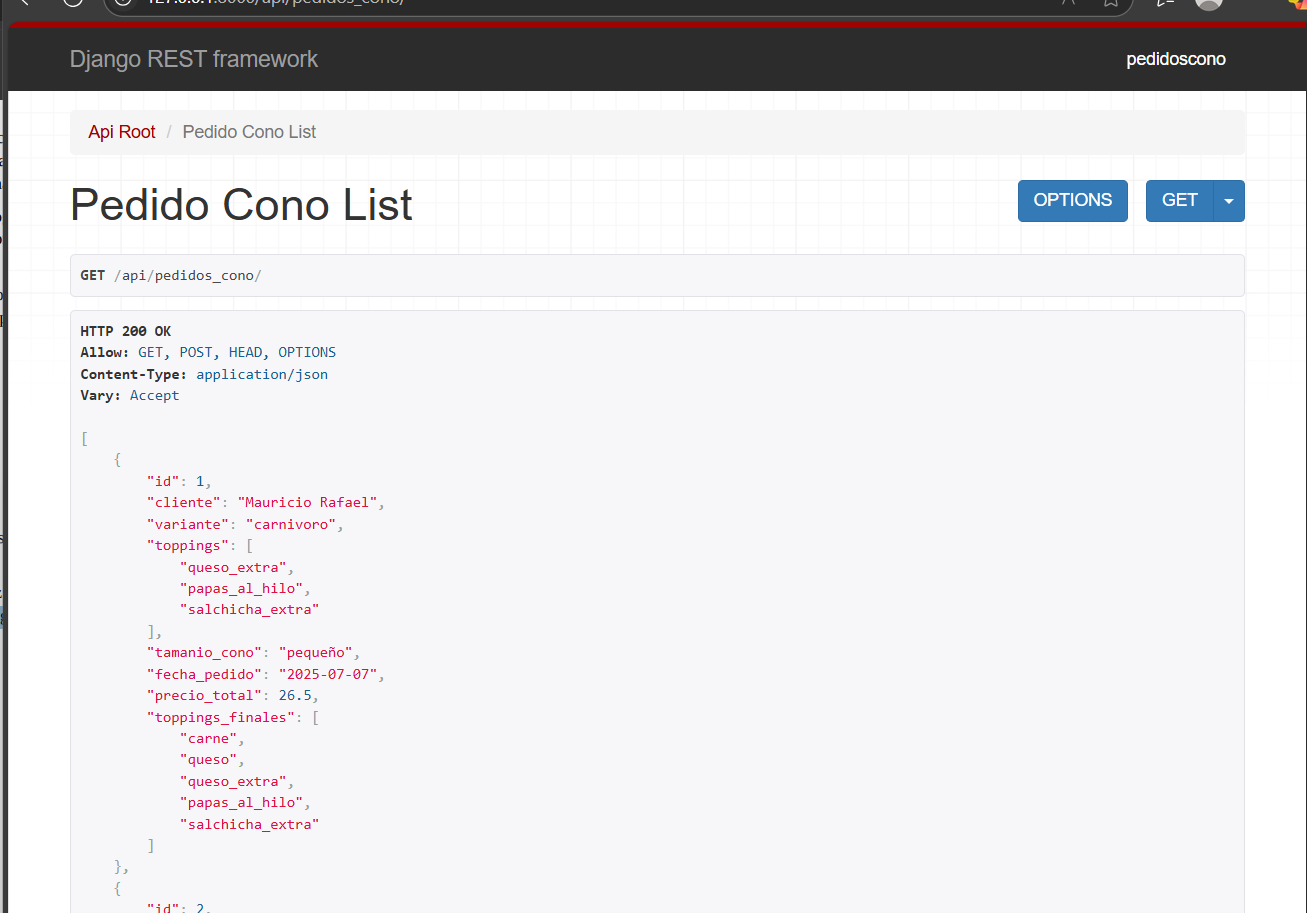 Django REST framework
pedidoscono
Api Root / Pedido Cono List
Pedido Cono List
OPTIONS
GET
GET /api/pedidos_cono/
HTTP 200 OK
Allow: GET, POST, HEAD, OPTIONS
Content-Type: application/json
Vary: Accept
[
    {
        "id": 1,
        "cliente": "Mauricio Rafael",
        "variante": "carnivoro",
        "toppings": [
            "queso_extra",
            "papas_al_hilo",
            "salchicha_extra"
        ],
        "tamanio_cono": "pequeño",
        "fecha_pedido": "2025-07-07",
        "precio_total": 26.5,
        "toppings_finales": [
            "carne",
            "queso",
            "queso_extra",
            "papas_al_hilo",
            "salchicha_extra"
        ]
    },
    {
        "id": 2,